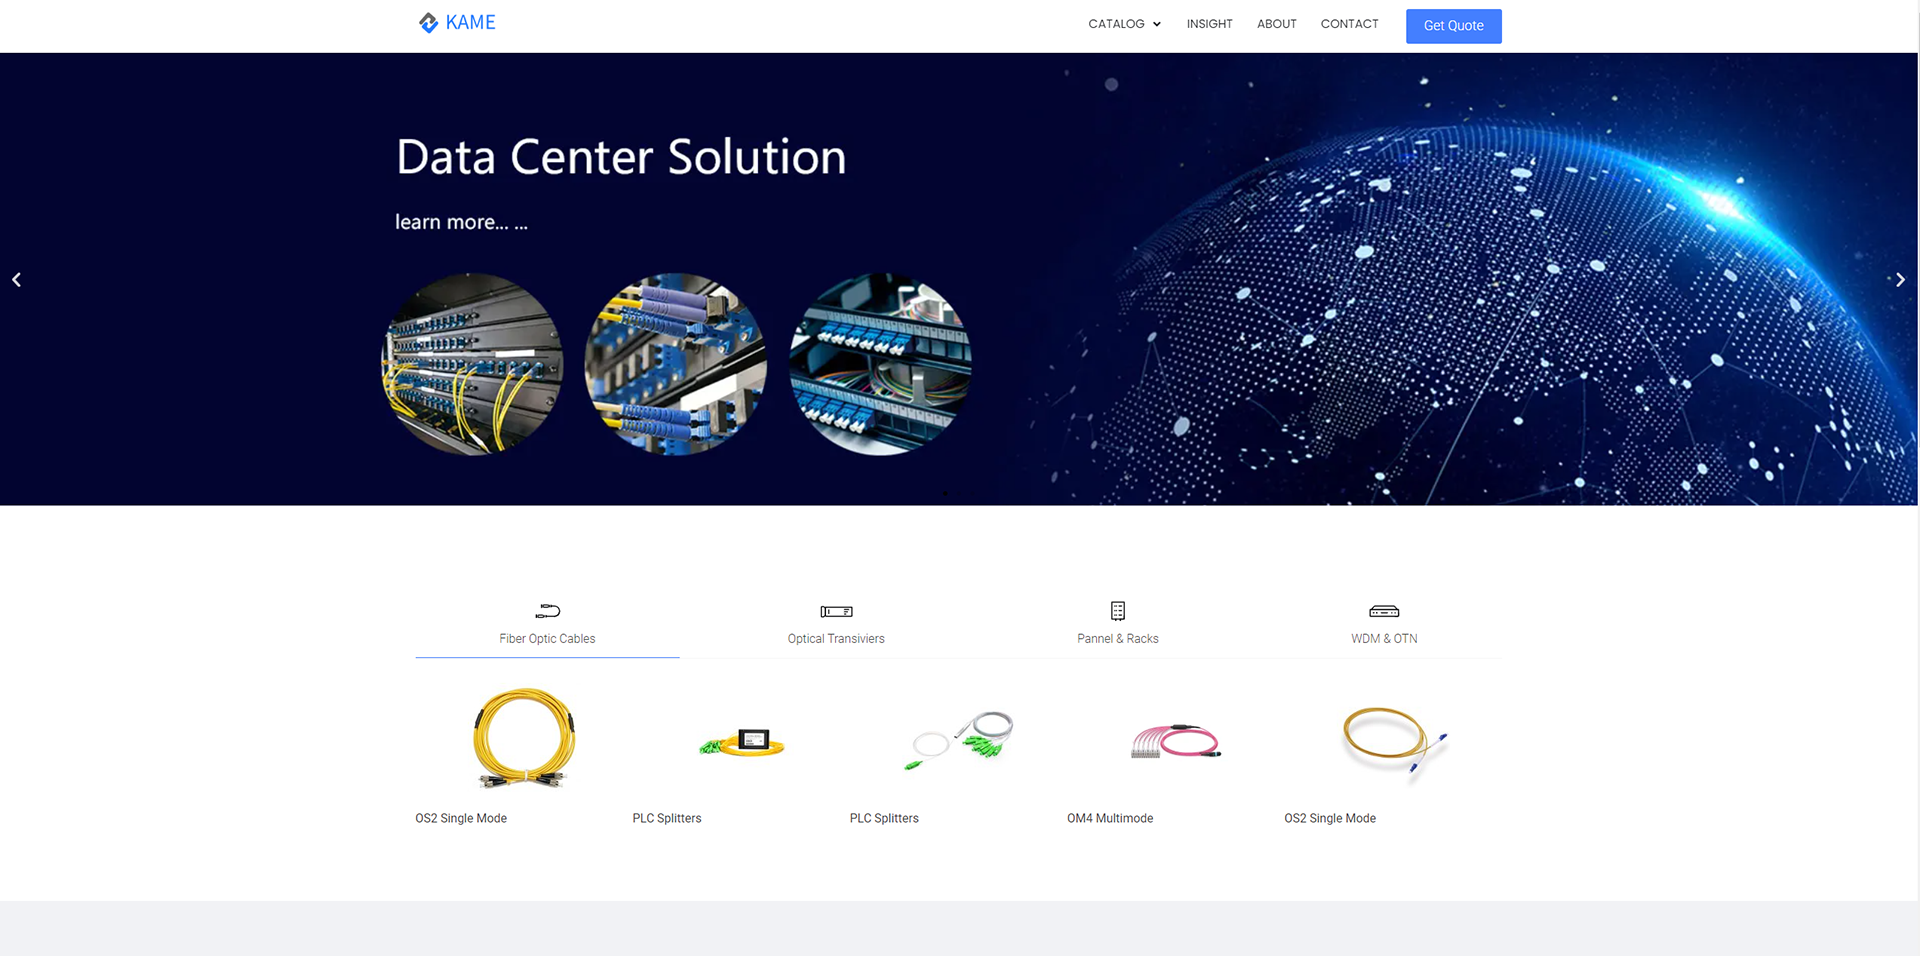 KAME
CATALOG INSIGHT ABOUT CONTACT Get Quote
Data Center Solution
learn more... ...
Fiber Optic Cables Optical Transiviers Pannel & Racks WDM & OTN
OS2 Single Mode PLC Splitters PLC Splitters OM4 Multimode OS2 Single Mode